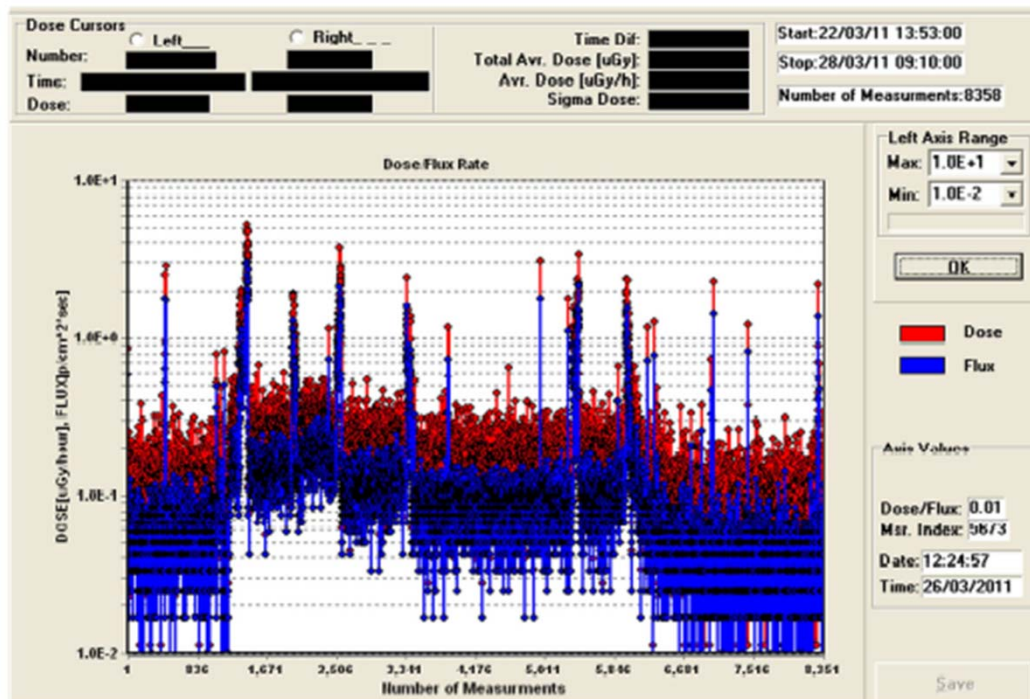 Dose Cursors
Left___ Right_ _ _
Number:
Time:
Dose:
Time Dif:
Total Avr. Dose [uGy]:
Avr. Dose [uGy/h]:
Sigma Dose:
Start:22/03/11 13:53:00
Stop:28/03/11 09:10:00
Number of Measurments:8358
Left Axis Range
Max: 1.0E+1
Min: 1.0E-2
OK
Dose
Flux
Axis Values
Dose/Flux: 0.01
Msr. Index: 5673
Date: 12:24:57
Time: 26/03/2011
Save
Dose/Flux Rate
DOSE[uGy/hour], |FLUX|p/cm^2*sec|
1.0E+1
1.0E+0
1.0E-1
1.0E-2
1 836 1,671 2,506 3,341 4,176 5,011 5,846 6,681 7,516 8,351
Number of Measurments